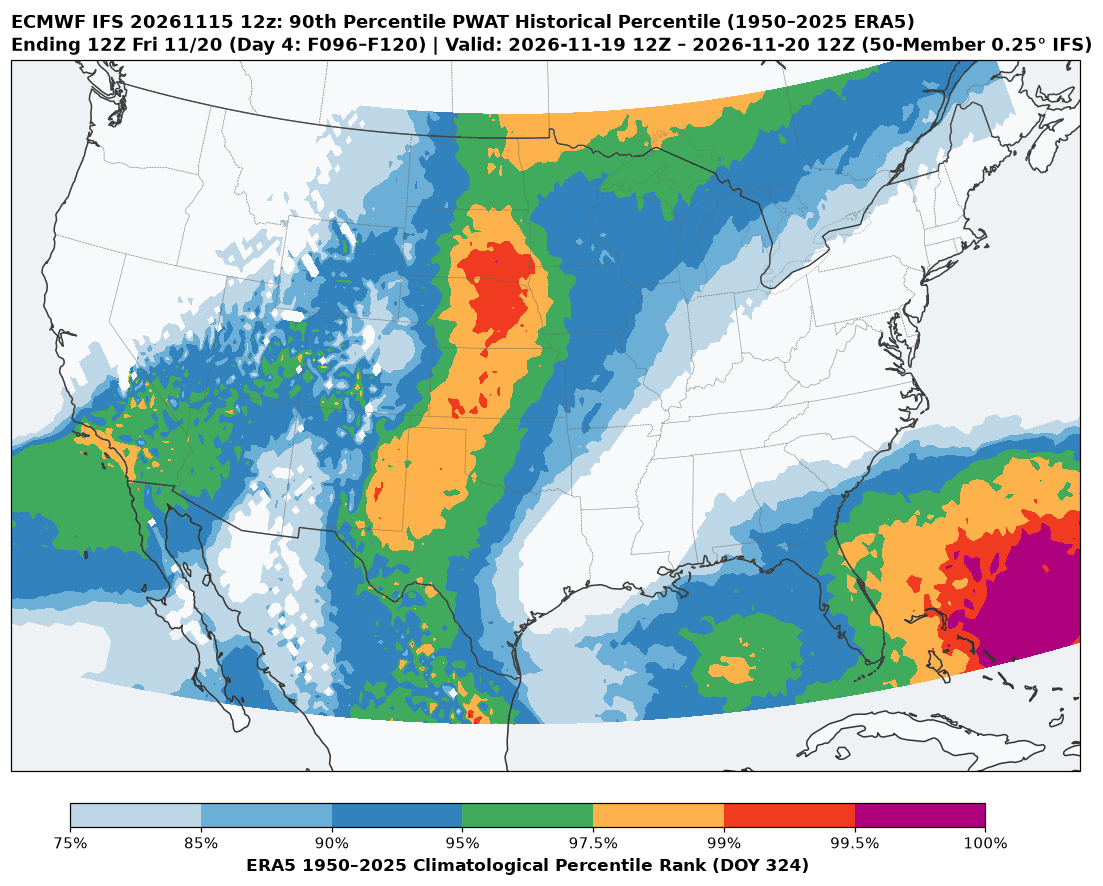 ECMWF IFS 20261115 12z: 90th Percentile PWAT Historical Percentile (1950–2025 ERA5)
Ending 12Z Fri 11/20 (Day 4: F096–F120) | Valid: 2026-11-19 12Z – 2026-11-20 12Z (50-Member 0.25° IFS)
75% 85% 90% 95% 97.5% 99% 99.5% 100%
ERA5 1950–2025 Climatological Percentile Rank (DOY 324)